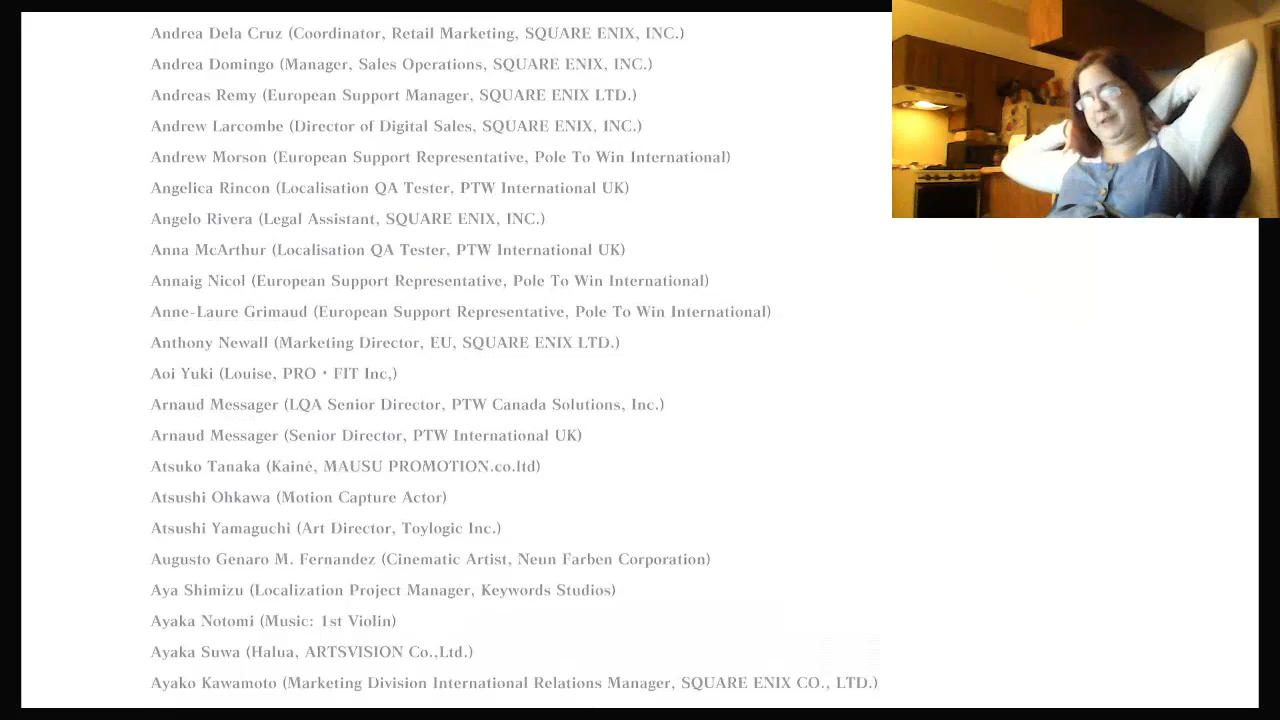 Andrea Dela Cruz (Coordinator, Retail Marketing, SQUARE ENIX, INC.)
Andrea Domingo (Manager, Sales Operations, SQUARE ENIX, INC.)
Andreas Remy (European Support Manager, SQUARE ENIX LTD.)
Andrew Larcombe (Director of Digital Sales, SQUARE ENIX, INC.)
Andrew Morson (European Support Representative, Pole To Win International)
Angelica Rincon (Localisation QA Tester, PTW International UK)
Angelo Rivera (Legal Assistant, SQUARE ENIX, INC.)
Anna McArthur (Localisation QA Tester, PTW International UK)
Annaig Nicol (European Support Representative, Pole To Win International)
Anne-Laure Grimaud (European Support Representative, Pole To Win International)
Anthony Newall (Marketing Director, EU, SQUARE ENIX LTD.)
Aoi Yuki (Louise, PRO・FIT Inc,)
Arnaud Messager (LQA Senior Director, PTW Canada Solutions, Inc.)
Arnaud Messager (Senior Director, PTW International UK)
Atsuko Tanaka (Kainé, MAUSU PROMOTION.co.ltd)
Atsushi Ohkawa (Motion Capture Actor)
Atsushi Yamaguchi (Art Director, Toylogic Inc.)
Augusto Genaro M. Fernandez (Cinematic Artist, Neun Farben Corporation)
Aya Shimizu (Localization Project Manager, Keywords Studios)
Ayaka Notomi (Music: 1st Violin)
Ayaka Suwa (Halua, ARTSVISION Co.,Ltd.)
Ayako Kawamoto (Marketing Division International Relations Manager, SQUARE ENIX CO., LTD.)